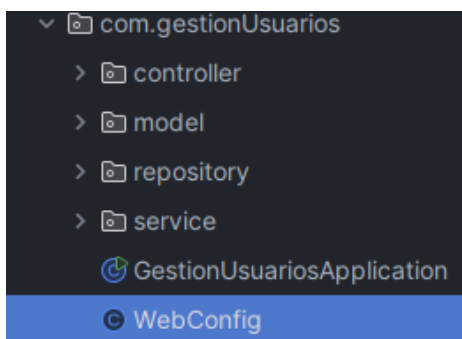 com.gestionUsuarios
controller
model
repository
service
GestionUsuariosApplication
WebConfig